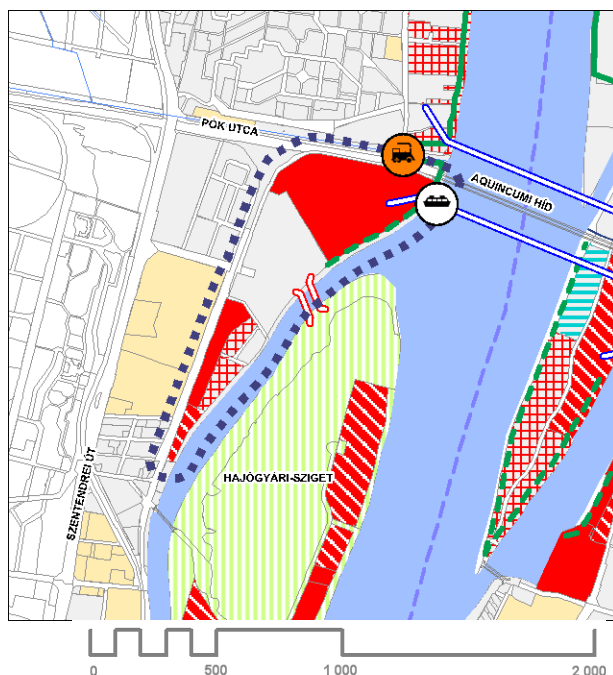 PÓK UTCA
AQUINCUMI HÍD
HAJÓGYÁRI-SZIGET
SZENTENDREI ÚT
0 500 1 000 2 000